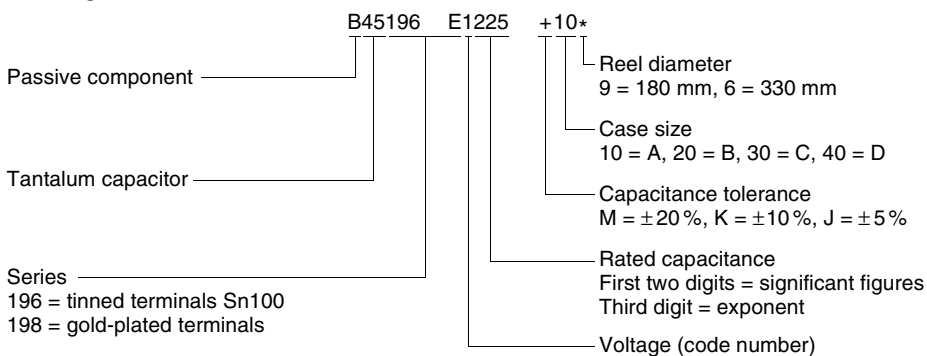 B45196 E1225 +10*
Passive component
Reel diameter
9 = 180 mm, 6 = 330 mm
Case size
10 = A, 20 = B, 30 = C, 40 = D
Tantalum capacitor
Capacitance tolerance
M = ±20 %, K = ±10 %, J = ±5 %
Series
196 = tinned terminals Sn100
198 = gold-plated terminals
Rated capacitance
First two digits = significant figures
Third digit = exponent
Voltage (code number)